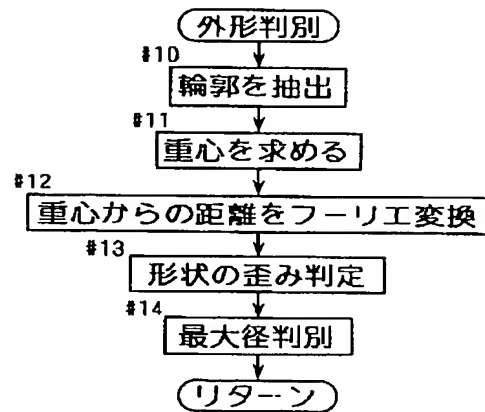 外形判別
#10
輪郭を抽出
#11
重心を求める
#12
重心からの距離をフーリエ変換
#13
形状の歪み判定
#14
最大径判別
リターン